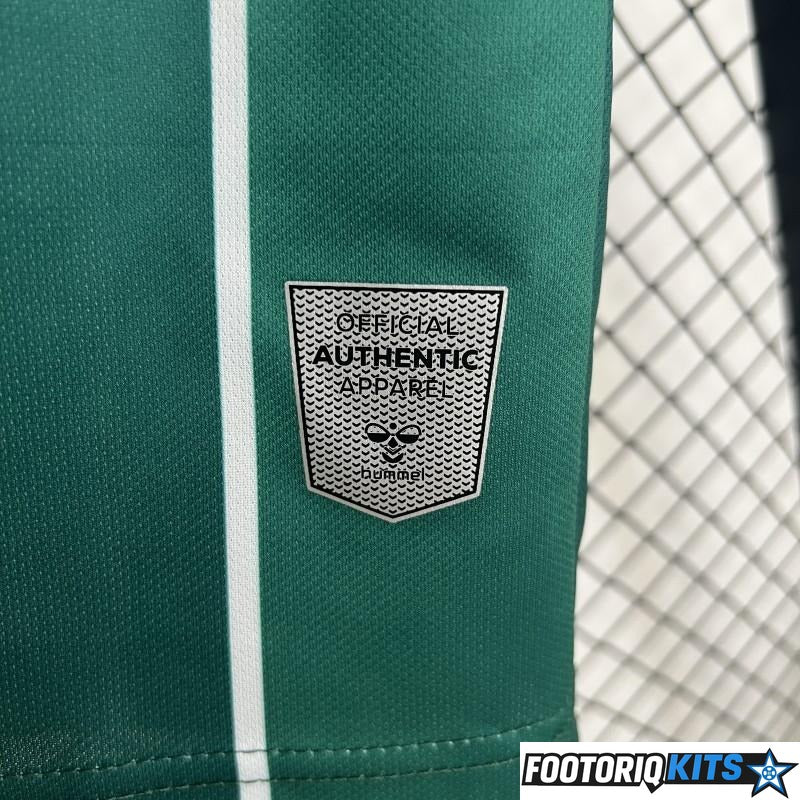 OFFICIAL
AUTHENTIC
APPAREL
hummel
FOOTORIQKITS